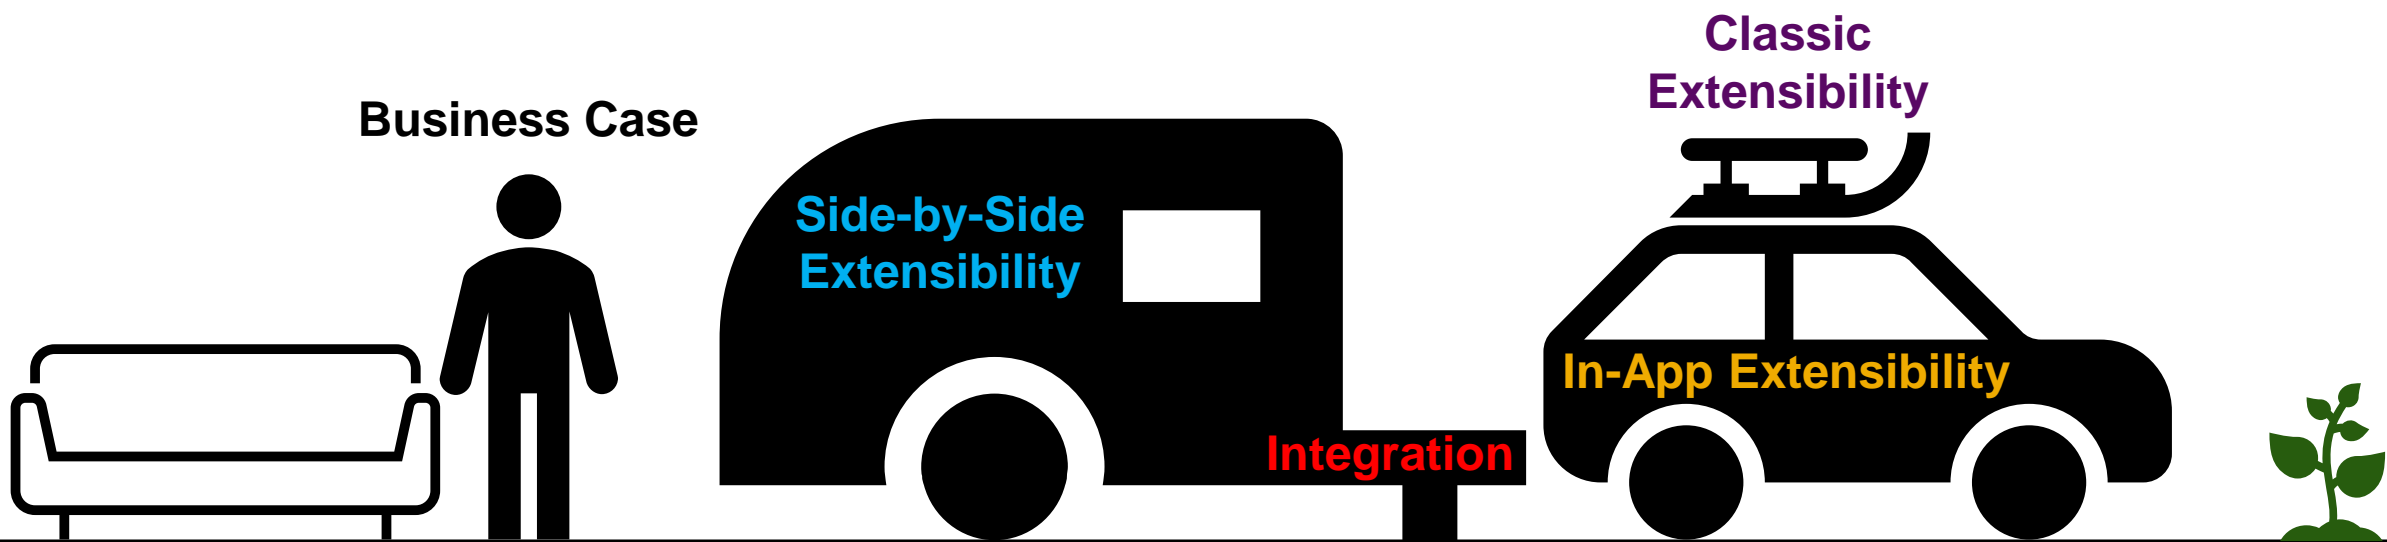 Business Case
Side-by-Side
Extensibility
Integration
Classic
Extensibility
In-App Extensibility